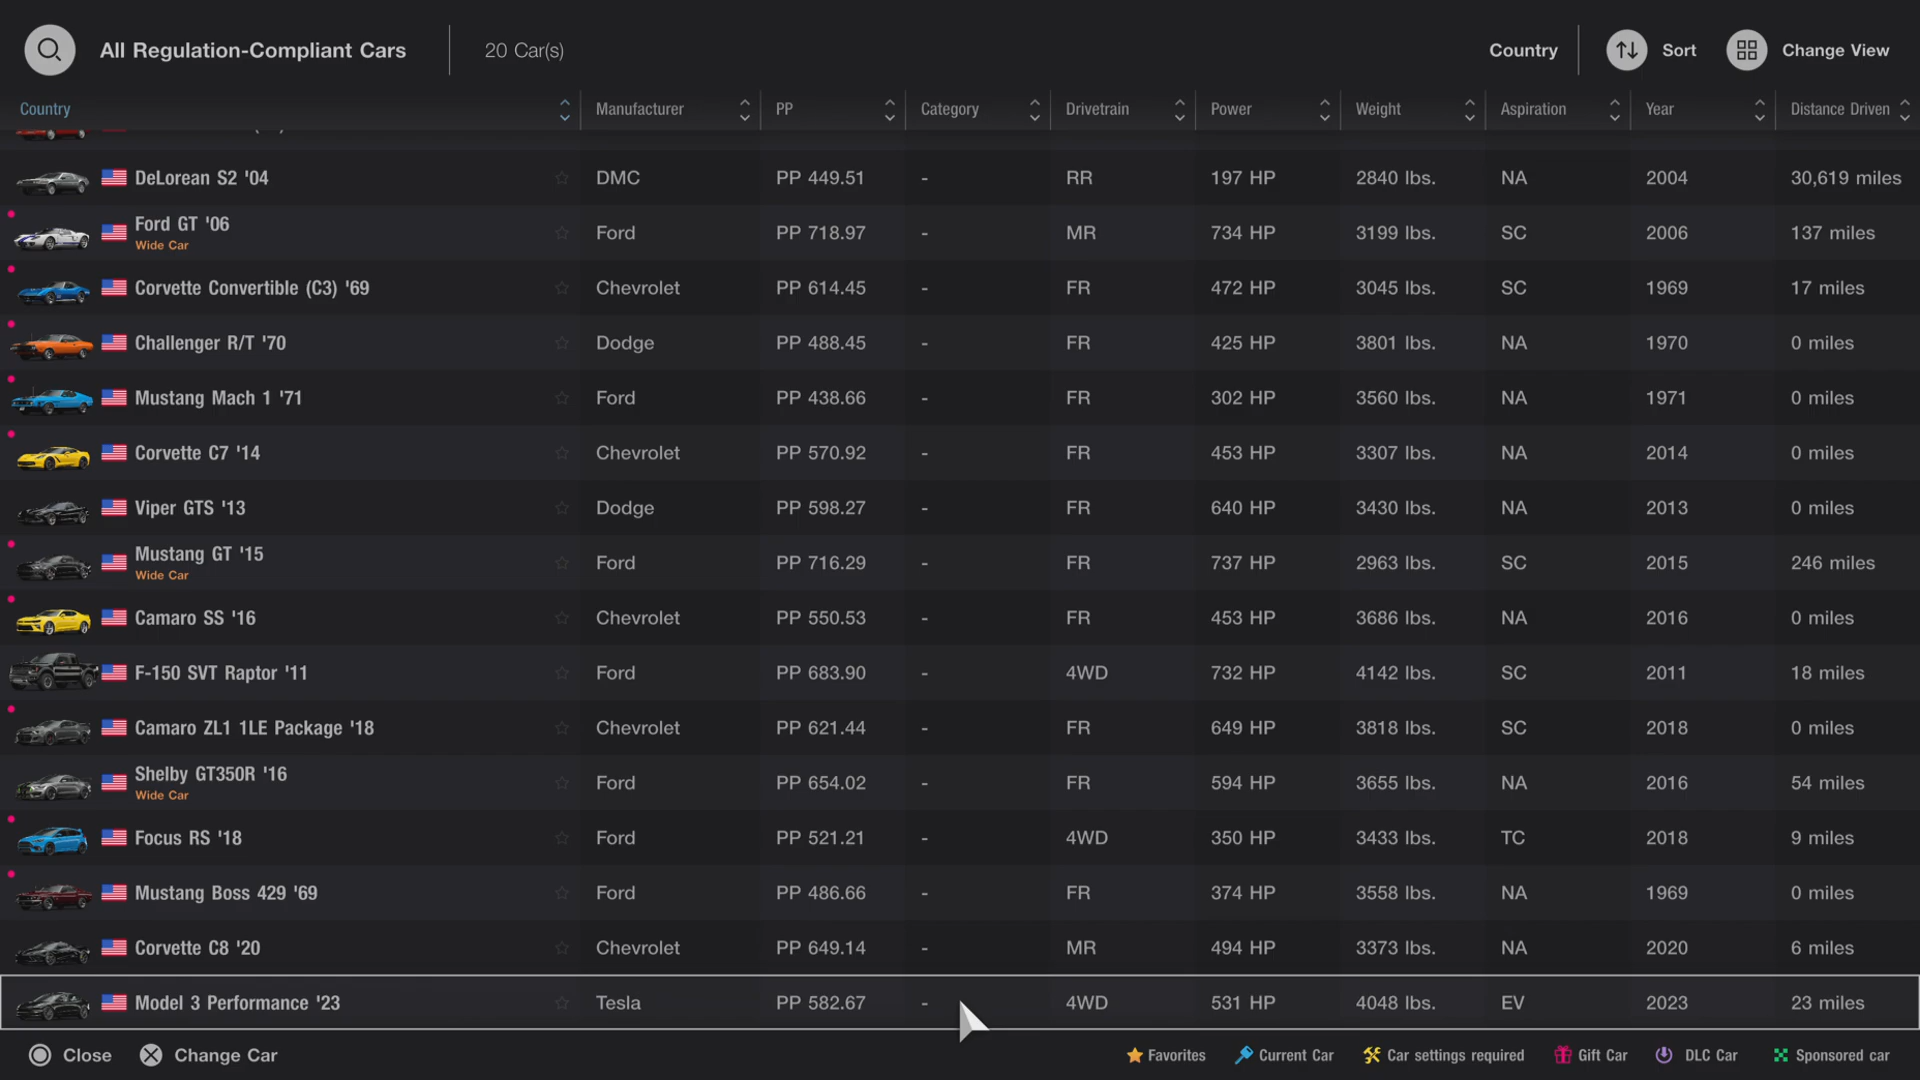 All Regulation-Compliant Cars 20 Car(s) Country Sort Change View
Country Manufacturer PP Category Drivetrain Power Weight Aspiration Year Distance Driven
DeLorean S2 '04 DMC PP 449.51 - RR 197 HP 2840 lbs. NA 2004 30,619 miles
Ford GT '06 Ford PP 718.97 - MR 734 HP 3199 lbs. SC 2006 137 miles
Wide Car
Corvette Convertible (C3) '69 Chevrolet PP 614.45 - FR 472 HP 3045 lbs. SC 1969 17 miles
Challenger R/T '70 Dodge PP 488.45 - FR 425 HP 3801 lbs. NA 1970 0 miles
Mustang Mach 1 '71 Ford PP 438.66 - FR 302 HP 3560 lbs. NA 1971 0 miles
Corvette C7 '14 Chevrolet PP 570.92 - FR 453 HP 3307 lbs. NA 2014 0 miles
Viper GTS '13 Dodge PP 598.27 - FR 640 HP 3430 lbs. NA 2013 0 miles
Mustang GT '15 Ford PP 716.29 - FR 737 HP 2963 lbs. SC 2015 246 miles
Wide Car
Camaro SS '16 Chevrolet PP 550.53 - FR 453 HP 3686 lbs. NA 2016 0 miles
F-150 SVT Raptor '11 Ford PP 683.90 - 4WD 732 HP 4142 lbs. SC 2011 18 miles
Camaro ZL1 1LE Package '18 Chevrolet PP 621.44 - FR 649 HP 3818 lbs. SC 2018 0 miles
Shelby GT350R '16 Ford PP 654.02 - FR 594 HP 3655 lbs. NA 2016 54 miles
Wide Car
Focus RS '18 Ford PP 521.21 - 4WD 350 HP 3433 lbs. TC 2018 9 miles
Mustang Boss 429 '69 Ford PP 486.66 - FR 374 HP 3558 lbs. NA 1969 0 miles
Corvette C8 '20 Chevrolet PP 649.14 - MR 494 HP 3373 lbs. NA 2020 6 miles
Model 3 Performance '23 Tesla PP 582.67 - 4WD 531 HP 4048 lbs. EV 2023 23 miles
Close Change Car Favorites Current Car Car settings required Gift Car DLC Car Sponsored car